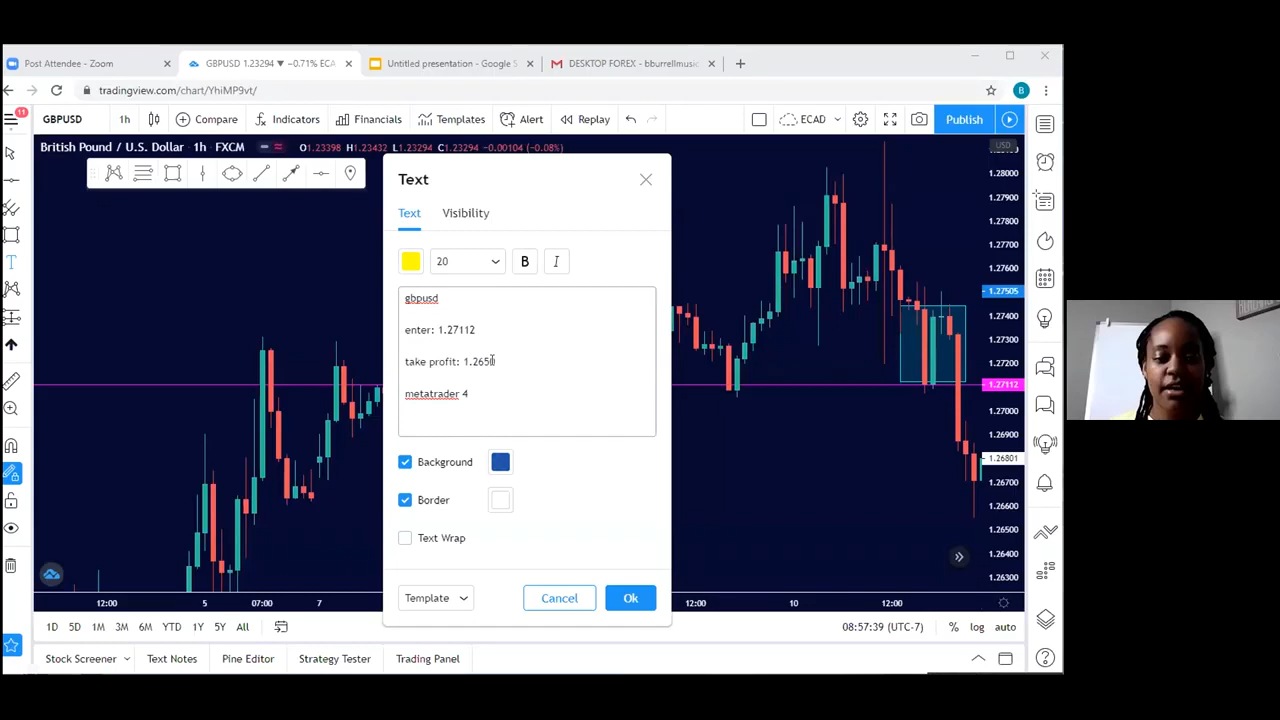 Post Attendee - Zoom
GBPUSD 1.23294 ▼ −0.71% ECA
Untitled presentation - Google S
DESKTOP FOREX - bburrellmusic
tradingview.com/chart/YhiMP9vt/
B
11
GBPUSD 1h Compare Indicators Financials Templates Alert Replay ECAD Publish
British Pound / U.S. Dollar · 1h · FXCM O1.23398 H1.23432 L1.23294 C1.23294 −0.00104 (−0.08%)
USD
Text
Text Visibility
20 B I
gbpusd
enter: 1.27112
take profit: 1.2650
metatrader 4
Background
Border
Text Wrap
Template Cancel Ok
1.28000
1.27900
1.27800
1.27700
1.27600
1.27505
1.27400
1.27300
1.27200
1.27112
1.27000
1.26900
1.26801
1.26700
1.26600
1.26500
1.26400
1.26300
12:00 5 07:00 7 12:00 10 12:00
1D 5D 1M 3M 6M YTD 1Y 5Y All 08:57:39 (UTC-7) % log auto
Stock Screener Text Notes Pine Editor Strategy Tester Trading Panel